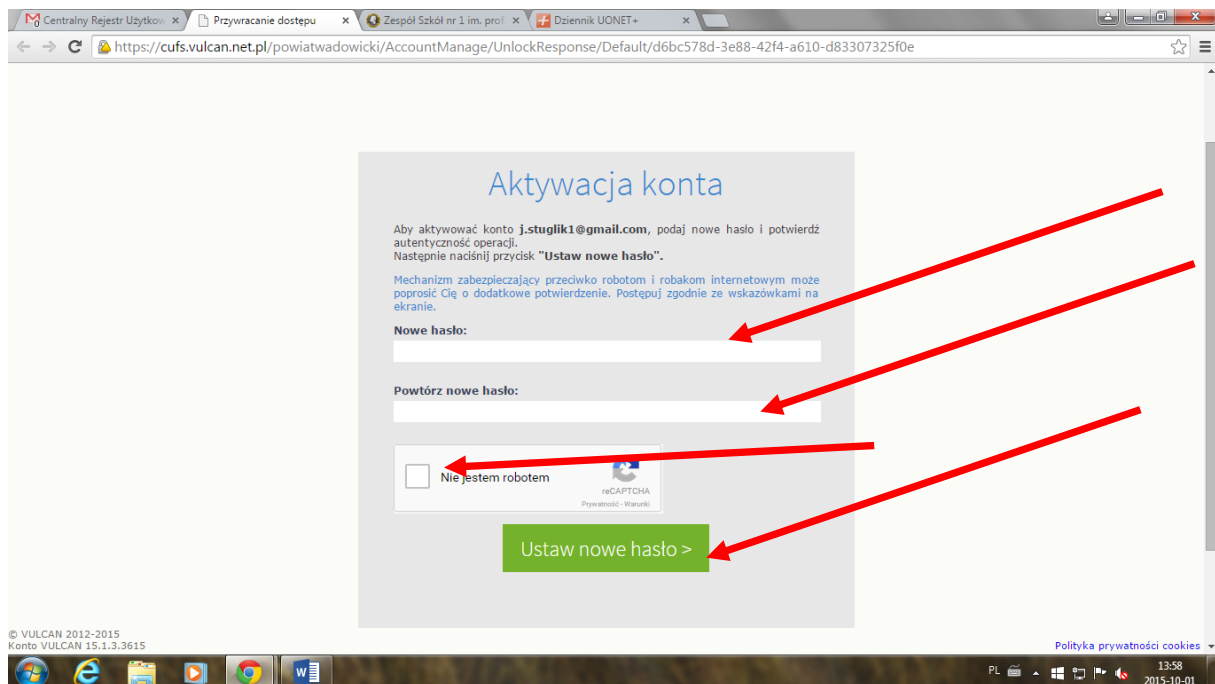 Centralny Rejestr Użytkow
Przywracanie dostępu
Zespół Szkół nr 1 im. prof.
Dziennik UONET+
https://cufs.vulcan.net.pl/powiatwadowicki/AccountManage/UnlockResponse/Default/d6bc578d-3e88-42f4-a610-d83307325f0e
Aktywacja konta
Aby aktywować konto j.stuglik1@gmail.com, podaj nowe hasło i potwierdź
autentyczność operacji.
Następnie naciśnij przycisk "Ustaw nowe hasło".
Mechanizm zabezpieczający przeciwko robotom i robakom internetowym może
poprosić Cię o dodatkowe potwierdzenie. Postępuj zgodnie ze wskazówkami na
ekranie.
Nowe hasło:
Powtórz nowe hasło:
Nie jestem robotem
reCAPTCHA
Prywatność - Warunki
Ustaw nowe hasło >
© VULCAN 2012-2015
Konto VULCAN 15.1.3.3615
Polityka prywatności cookies
PL
13:58
2015-10-01